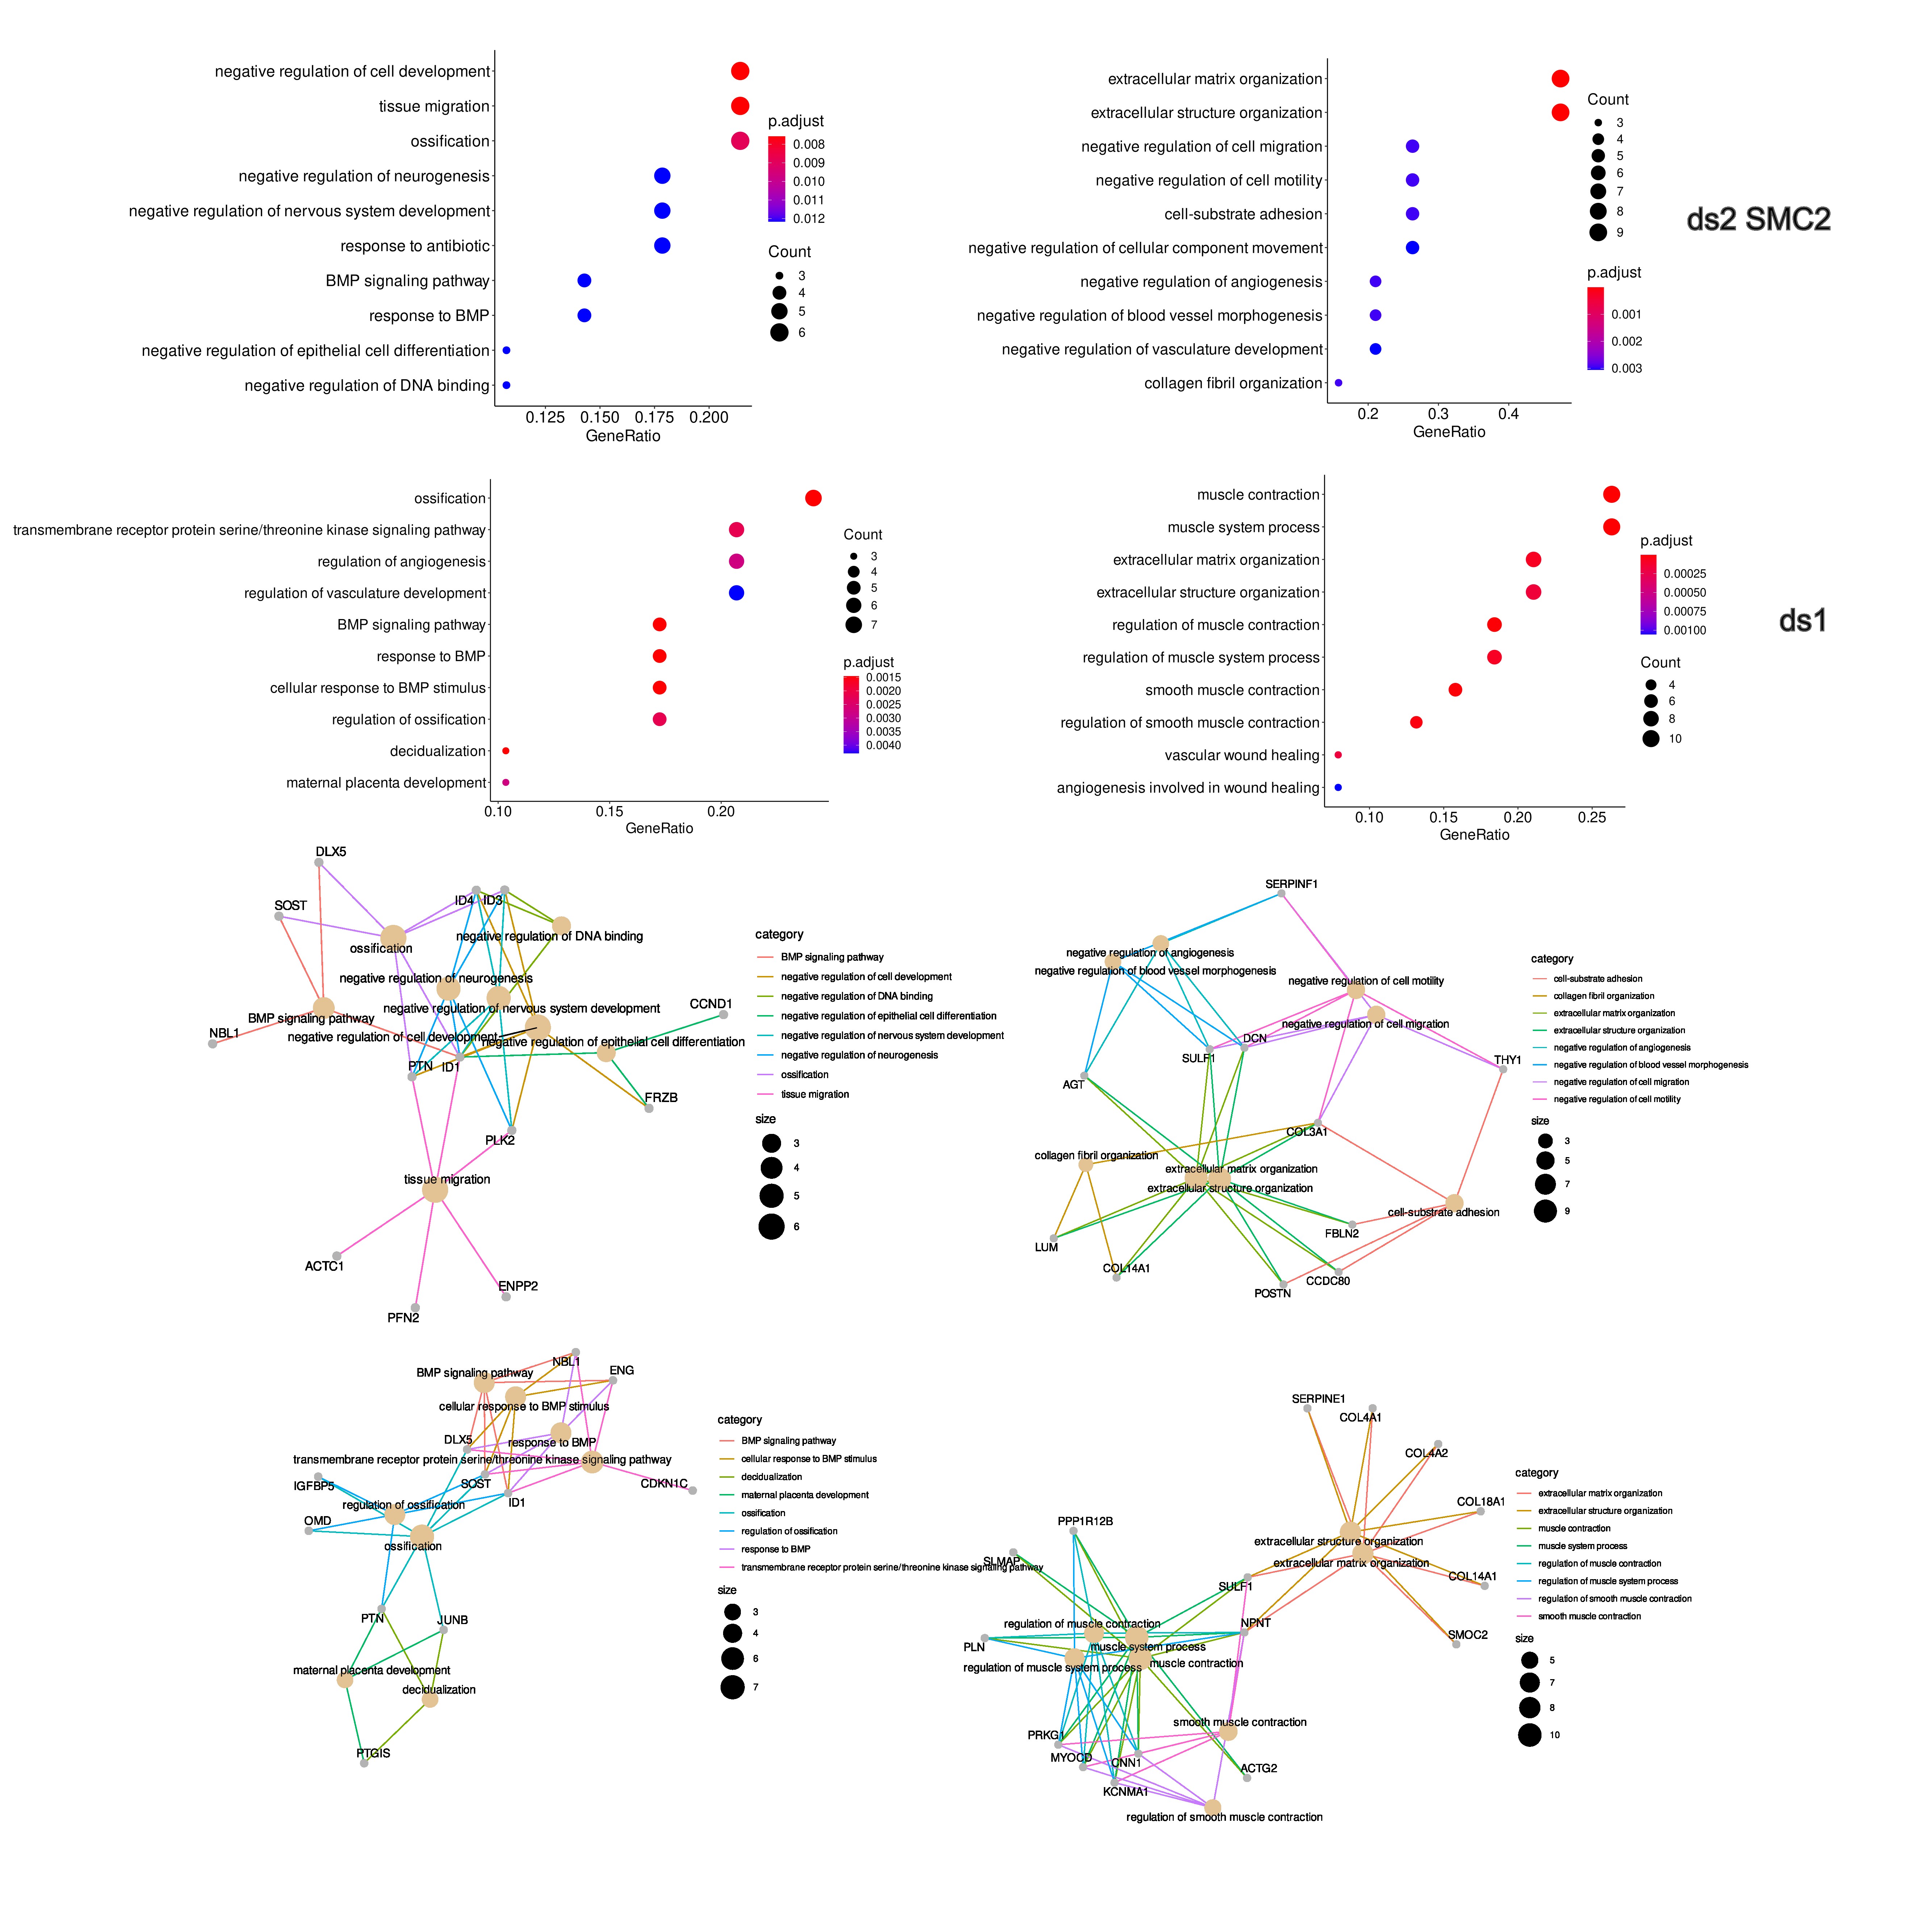 negative regulation of cell development
tissue migration
ossification
negative regulation of neurogenesis
negative regulation of nervous system development
response to antibiotic
BMP signaling pathway
response to BMP
negative regulation of epithelial cell differentiation
negative regulation of DNA binding
0.125 0.150 0.175 0.200
GeneRatio
p.adjust
0.008
0.009
0.010
0.011
0.012
Count
3
4
5
6
extracellular matrix organization
extracellular structure organization
negative regulation of cell migration
negative regulation of cell motility
cell-substrate adhesion
negative regulation of cellular component movement
negative regulation of angiogenesis
negative regulation of blood vessel morphogenesis
negative regulation of vasculature development
collagen fibril organization
0.2 0.3 0.4
GeneRatio
Count
3
4
5
6
7
8
9
p.adjust
0.001
0.002
0.003
ds2 SMC2
ossification
transmembrane receptor protein serine/threonine kinase signaling pathway
regulation of angiogenesis
regulation of vasculature development
BMP signaling pathway
response to BMP
cellular response to BMP stimulus
regulation of ossification
decidualization
maternal placenta development
0.10 0.15 0.20
GeneRatio
Count
3
4
5
6
7
p.adjust
0.0015
0.0020
0.0025
0.0030
0.0035
0.0040
muscle contraction
muscle system process
extracellular matrix organization
extracellular structure organization
regulation of muscle contraction
regulation of muscle system process
smooth muscle contraction
regulation of smooth muscle contraction
vascular wound healing
angiogenesis involved in wound healing
0.10 0.15 0.20 0.25
GeneRatio
p.adjust
0.00025
0.00050
0.00075
0.00100
Count
4
6
8
10
ds1
DLX5
SOST
ID4 ID3
ossification
negative regulation of DNA binding
negative regulation of neurogenesis
negative regulation of nervous system development
CCND1
BMP signaling pathway
NBL1
negative regulation of cell development
negative regulation of epithelial cell differentiation
PTN ID1
FRZB
PLK2
tissue migration
ACTC1
ENPP2
PFN2
category
BMP signaling pathway
negative regulation of cell development
negative regulation of DNA binding
negative regulation of epithelial cell differentiation
negative regulation of nervous system development
negative regulation of neurogenesis
ossification
tissue migration
size
3
4
5
6
SERPINF1
negative regulation of angiogenesis
negative regulation of blood vessel morphogenesis
negative regulation of cell motility
negative regulation of cell migration
DCN
SULF1
THY1
AGT
COL3A1
collagen fibril organization
extracellular matrix organization
extracellular structure organization
cell-substrate adhesion
FBLN2
LUM
COL14A1
CCDC80
POSTN
category
cell-substrate adhesion
collagen fibril organization
extracellular matrix organization
extracellular structure organization
negative regulation of angiogenesis
negative regulation of blood vessel morphogenesis
negative regulation of cell migration
negative regulation of cell motility
size
3
5
7
9
NBL1
BMP signaling pathway
ENG
cellular response to BMP stimulus
DLX5
response to BMP
transmembrane receptor protein serine/threonine kinase signaling pathway
SOST
CDKN1C
IGFBP5
ID1
regulation of ossification
OMD
ossification
PTN
JUNB
maternal placenta development
decidualization
PTGIS
category
BMP signaling pathway
cellular response to BMP stimulus
decidualization
maternal placenta development
ossification
regulation of ossification
response to BMP
transmembrane receptor protein serine/threonine kinase signaling pathway
size
3
4
6
7
SERPINE1
COL4A1
COL4A2
COL18A1
PPP1R12B
extracellular structure organization
extracellular matrix organization
SLMAP
COL14A1
SULF1
regulation of muscle contraction
NPNT
SMOC2
PLN
muscle system process
muscle contraction
regulation of muscle system process
smooth muscle contraction
PRKG1
MYOCD
CNN1
ACTG2
KCNMA1
regulation of smooth muscle contraction
category
extracellular matrix organization
extracellular structure organization
muscle contraction
muscle system process
regulation of muscle contraction
regulation of muscle system process
regulation of smooth muscle contraction
smooth muscle contraction
size
5
7
8
10